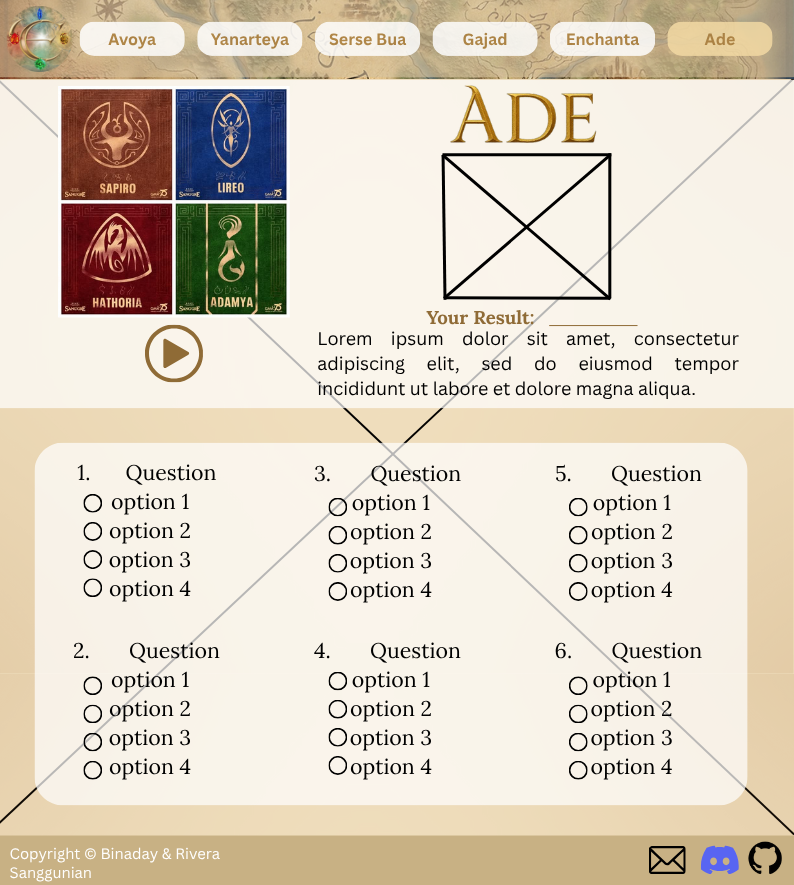 Avoya Yanarteya Serse Bua Gajad Enchanta Ade
SAPIRO
LIREO
HATHORIA
ADAMYA
ADE
Your Result: ________
Lorem ipsum dolor sit amet, consectetur
adipiscing elit, sed do eiusmod tempor
incididunt ut labore et dolore magna aliqua.
1. Question
option 1
option 2
option 3
option 4
2. Question
option 1
option 2
option 3
option 4
3. Question
option 1
option 2
option 3
option 4
4. Question
option 1
option 2
option 3
option 4
5. Question
option 1
option 2
option 3
option 4
6. Question
option 1
option 2
option 3
option 4
Copyright © Binaday & Rivera
Sanggunian